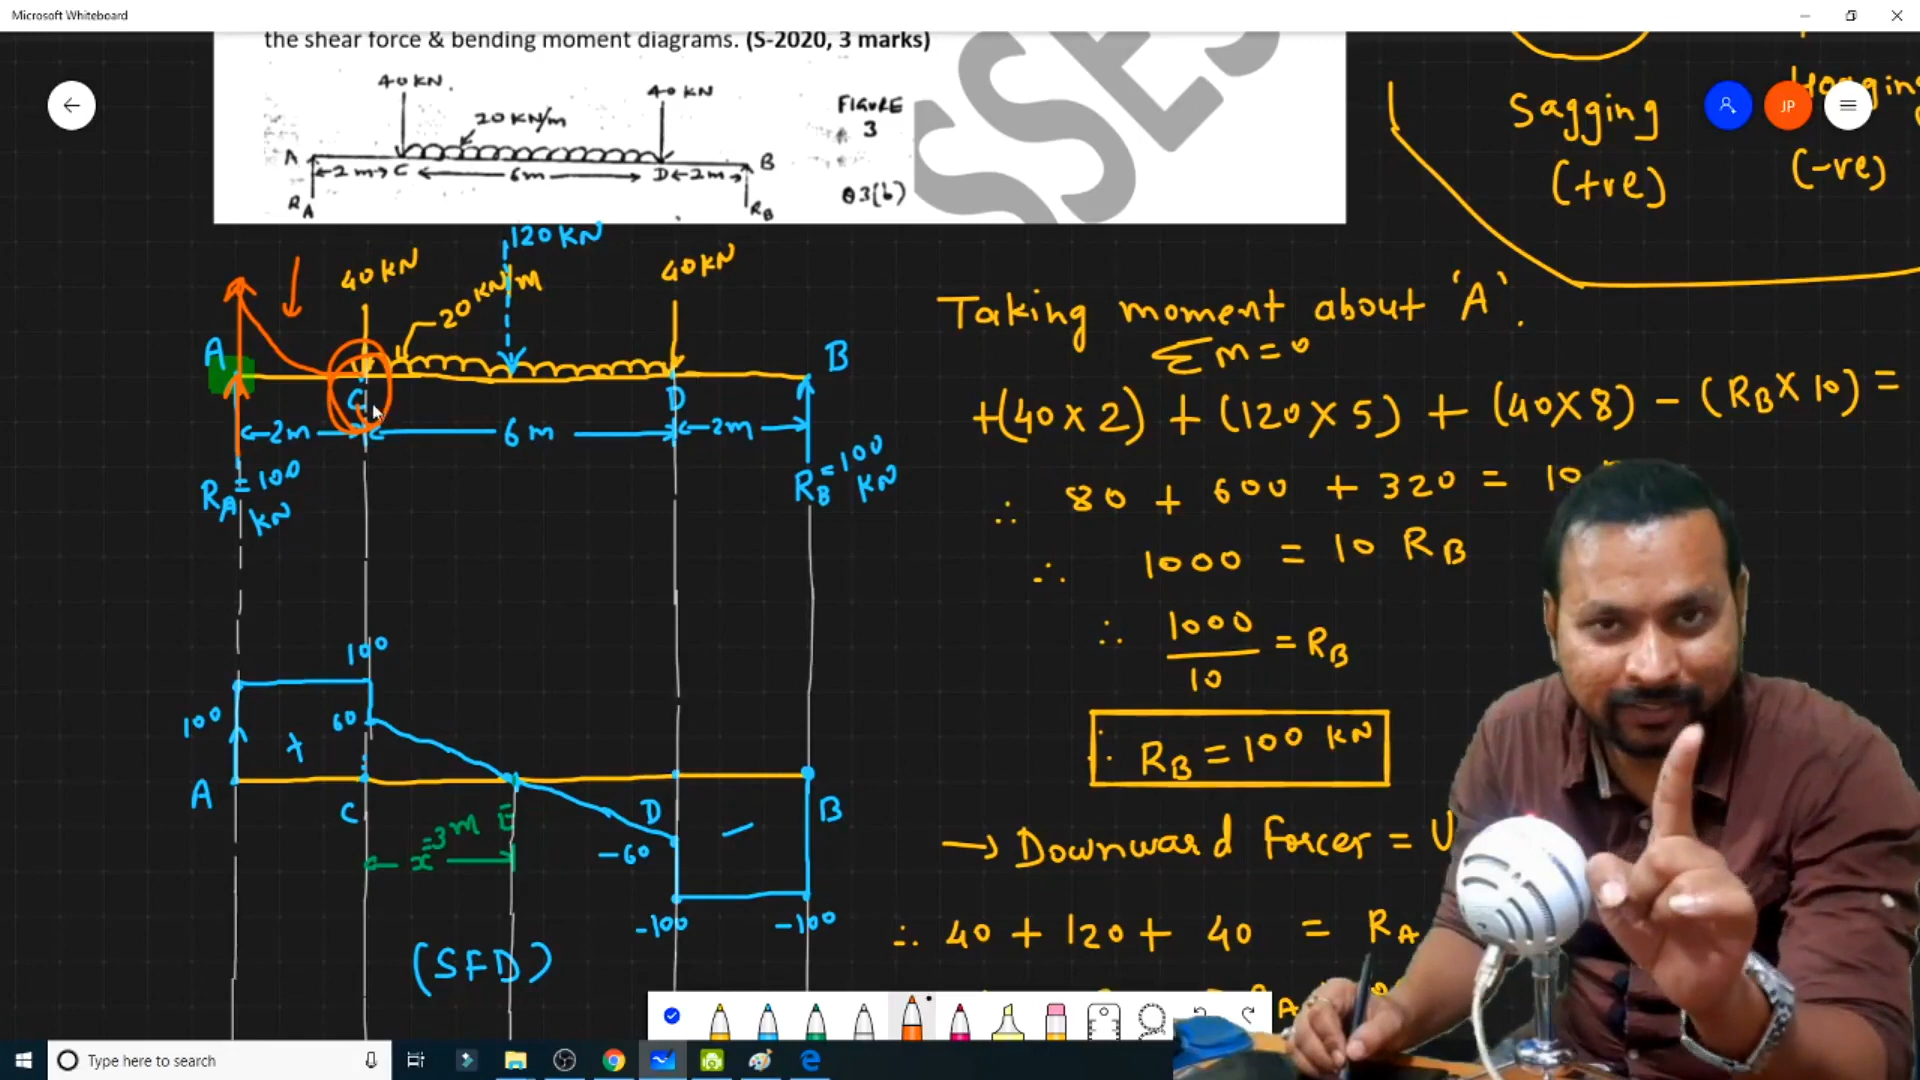 Microsoft Whiteboard
the shear force & bending moment diagrams. (S-2020, 3 marks)
SSES
40 KN
40 KN
20 KN/m
FIGURE
3
A
2 m
C
6m
D
2 m
B
RA
RB
Q3(b)
JP
Sagging
(+ve)
(-ve)
120 KN
40 KN
20 KN/m
40 KN
A
C
D
B
2m
6 m
2m
RA = 100
KN
RB = 100
KN
Taking moment about 'A'.
Σm = 0
+(40 x 2) + (120 x 5) + (40 x 8) - (RB x 10) =
∴ 80 + 600 + 320 = 10
∴ 1000 = 10 RB
∴ 1000
10
= RB
∴ RB = 100 KN
→ Downward Forces = U
∴ 40 + 120 + 40 = RA
100
100
60
+
A
C
x = 3m
E
D
B
-60
-
-100
-100
(SFD)
Type here to search